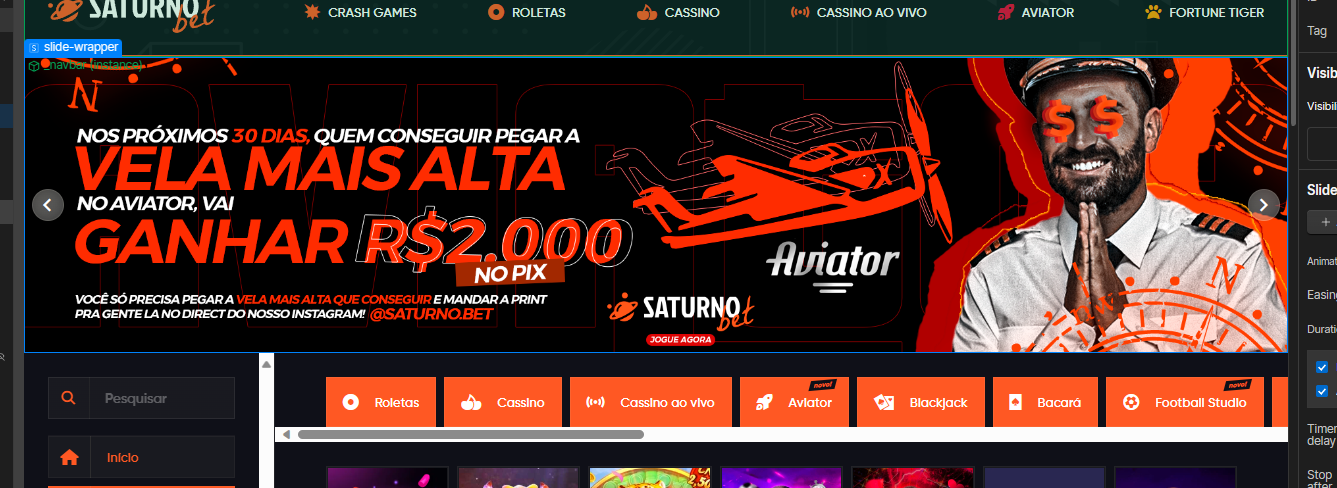 SATURNO bet
CRASH GAMES
ROLETAS
CASSINO
CASSINO AO VIVO
AVIATOR
FORTUNE TIGER
Tag
slide-wrapper
_navbar (instance)
Visib
Visibil
N
NOS PRÓXIMOS 30 DIAS, QUEM CONSEGUIR PEGAR A
VELA MAIS ALTA
NO AVIATOR, VAI
GANHAR R$2.000
NO PIX
VOCÊ SÓ PRECISA PEGAR A VELA MAIS ALTA QUE CONSEGUIR E MANDAR A PRINT
PRA GENTE LA NO DIRECT DO NOSSO INSTAGRAM! @SATURNO.BET
Aviator
SATURNO bet
JOGUE AGORA
$ $
N
Slide
+
Animat
Easing
Duratio
Timer
delay
Stop
after
Pesquisar
Início
Roletas
Cassino
Cassino ao vivo
novo!
Aviator
Blackjack
Bacará
novo!
Football Studio